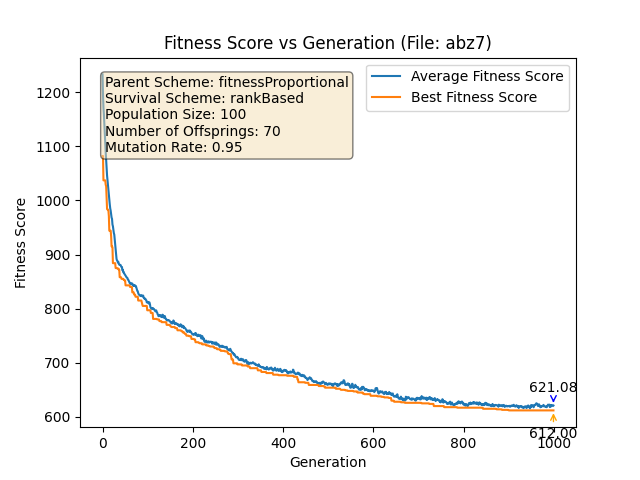 Fitness Score vs Generation (File: abz7)
Parent Scheme: fitnessProportional
Survival Scheme: rankBased
Population Size: 100
Number of Offsprings: 70
Mutation Rate: 0.95
Average Fitness Score
Best Fitness Score
1200
1100
1000
900
800
700
600
Fitness Score
621.08
612.00
0
200
400
600
800
1000
Generation